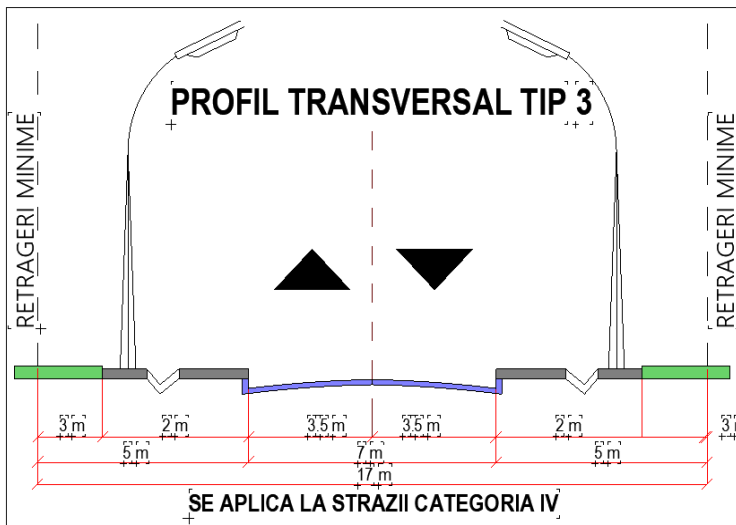 PROFIL TRANSVERSAL TIP 3
RETRAGERI MINIME
RETRAGERI MINIME
3 m 2 m 3.5 m 3.5 m 2 m 3
5 m 7 m 5 m
17 m
SE APLICA LA STRAZII CATEGORIA IV